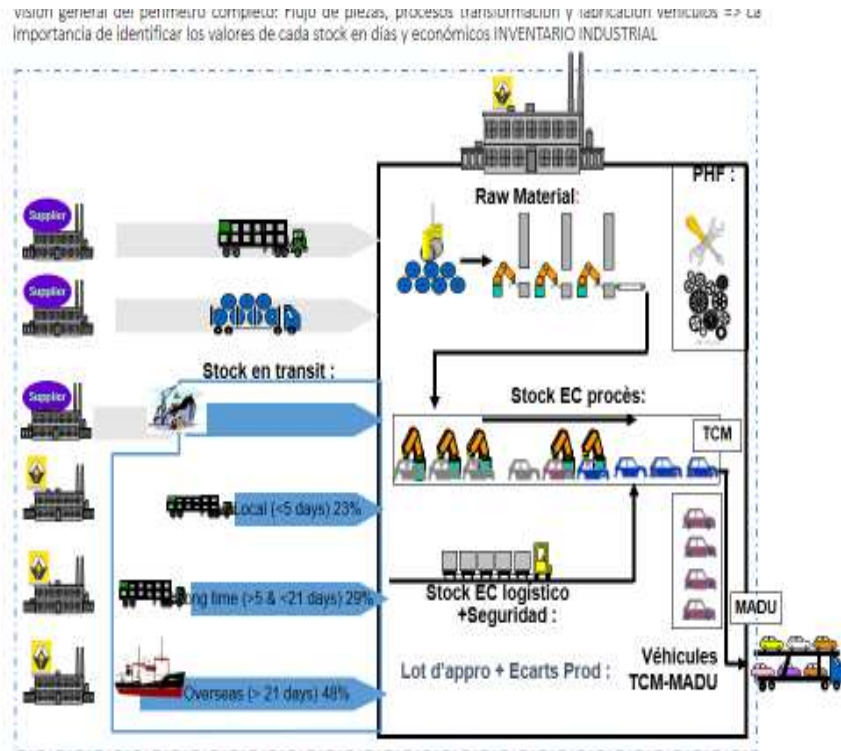 Visión general del perímetro completo: Flujo de piezas, procesos transformación y fabricación vehículos => La
importancia de identificar los valores de cada stock en días y económicos INVENTARIO INDUSTRIAL
PHF :
Raw Material:
Supplier
Supplier
Stock en transit :
Supplier
Stock EC procès:
TCM
Local (<5 days) 23%
Long time (>5 & <21 days) 29%
Stock EC logístico
+Seguridad :
MADU
Lot d'appro + Ecarts Prod :
Véhicules
TCM-MADU
Overseas (> 21 days) 48%